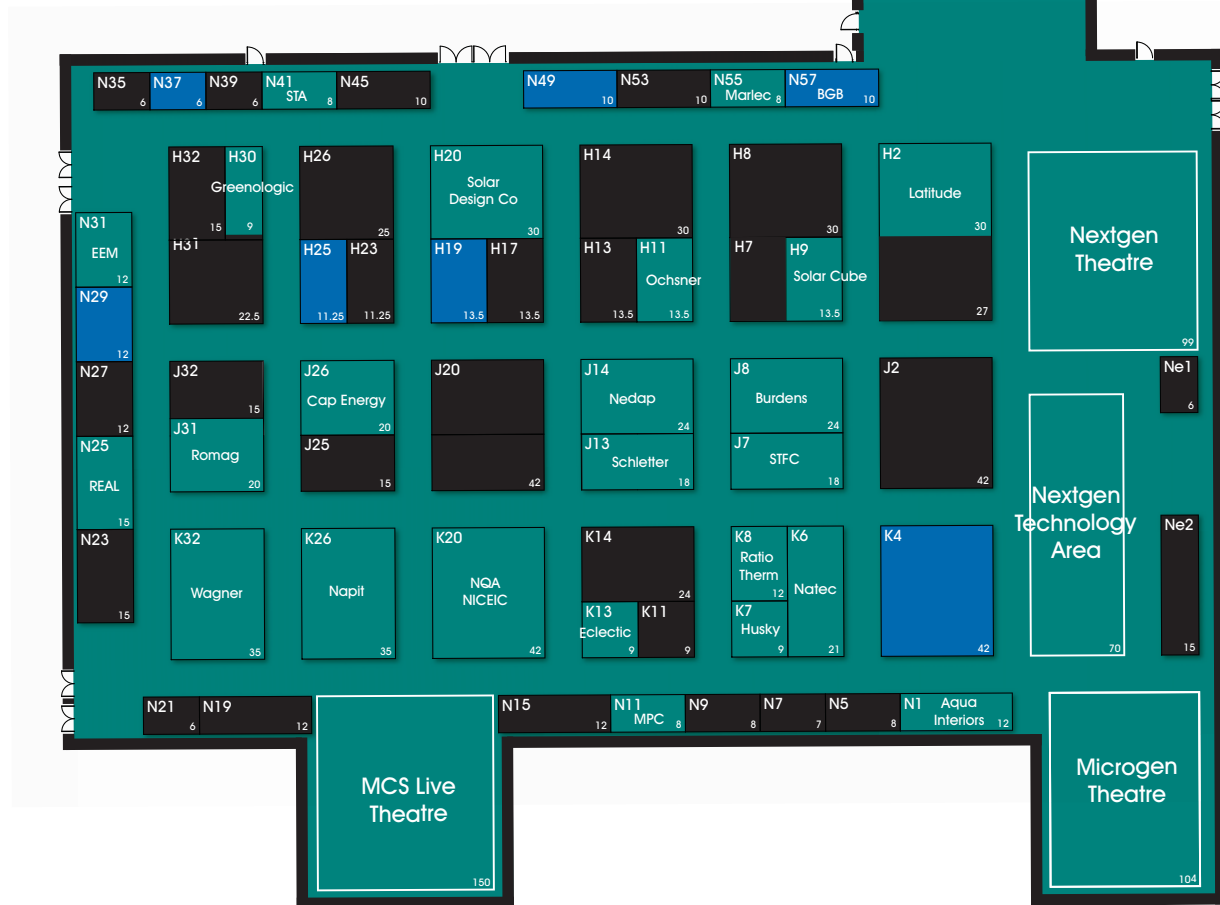 N35
6
N37
6
N39
6
N41
STA
8
N45
10
N49
10
N53
10
N55
Marlec
8
N57
BGB
10
H32
15
H30
Greenologic
9
H31
22.5
H26
25
H25
11.25
H23
11.25
H20
Solar
Design Co
30
H19
13.5
H17
13.5
H14
30
H13
13.5
H11
Ochsner
13.5
H8
30
H7
H9
Solar Cube
13.5
H2
Latitude
30
27
Nextgen
Theatre
99
N31
EEM
12
N29
12
N27
12
N25
REAL
15
N23
15
J32
15
J31
Romag
20
J26
Cap Energy
20
J25
15
J20
42
J14
Nedap
24
J13
Schletter
18
J8
Burdens
24
J7
STFC
18
J2
42
Ne1
6
Nextgen
Technology
Area
70
Ne2
15
K32
Wagner
35
K26
Napit
35
K20
NQA
NICEIC
42
K14
24
K13
Eclectic
9
K11
9
K8
Ratio
Therm
12
K7
Husky
9
K6
Natec
21
K4
42
N21
6
N19
12
MCS Live
Theatre
150
N15
12
N11
MPC
8
N9
8
N7
7
N5
8
N1
Aqua
Interiors
12
Microgen
Theatre
104